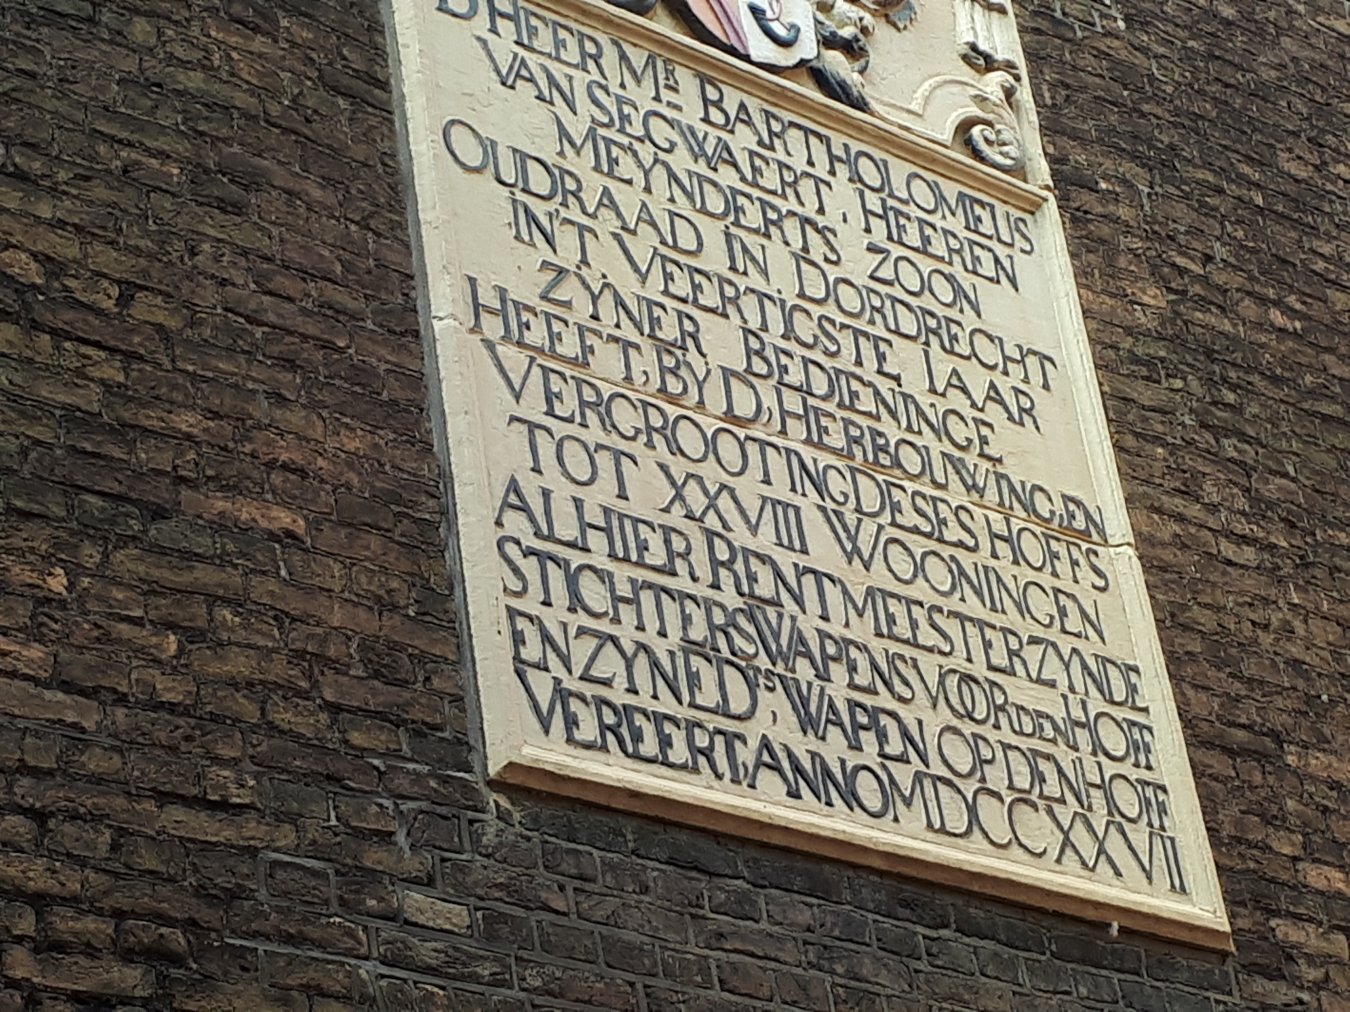 D'HEER MR. BARTHOLOMEUS
VAN SEGWAERT, HEEREN
MEYNDERTS, ZOON
OUDRAAD IN DORDRECHT
IN'T, VEERTIGSTE IAAR
ZYNER BEDIENINGE
HEEFT, BY D, HERBOUWING, EN
VERGROOTING DESES HOFFS
TOT XXVIII WOONINGEN
ALHIER RENTMEESTER ZYNDE
STICHTERS WAPENS VOOR DEN HOFF
EN ZYNED'SS, WAPEN OP DEN HOFF
VEREERT, ANNO MDCCXXVII